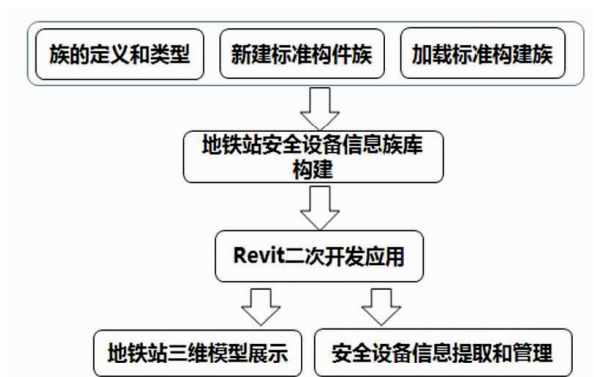 族的定义和类型
新建标准构件族
加载标准构建族
地铁站安全设备信息族库
构建
Revit二次开发应用
地铁站三维模型展示
安全设备信息提取和管理